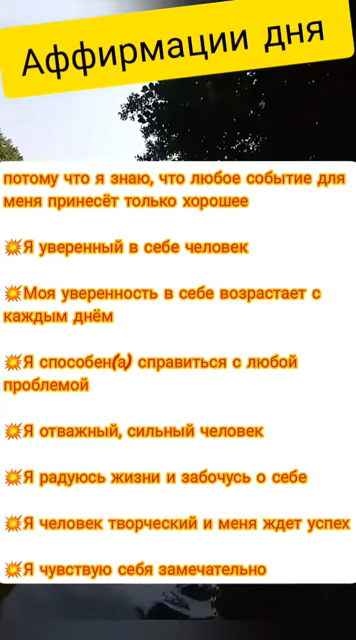 Аффирмации дня
потому что я знаю, что любое событие для
меня принесёт только хорошее
💥Я уверенный в себе человек
💥Моя уверенность в себе возрастает с
каждым днём
💥Я способен(а) справиться с любой
проблемой
💥Я отважный, сильный человек
💥Я радуюсь жизни и забочусь о себе
💥Я человек творческий и меня ждет успех
💥Я чувствую себя замечательно